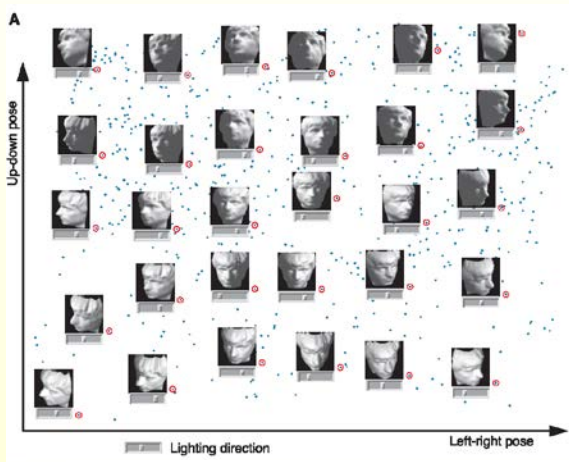 A
Up-down pose
Left-right pose
Lighting direction